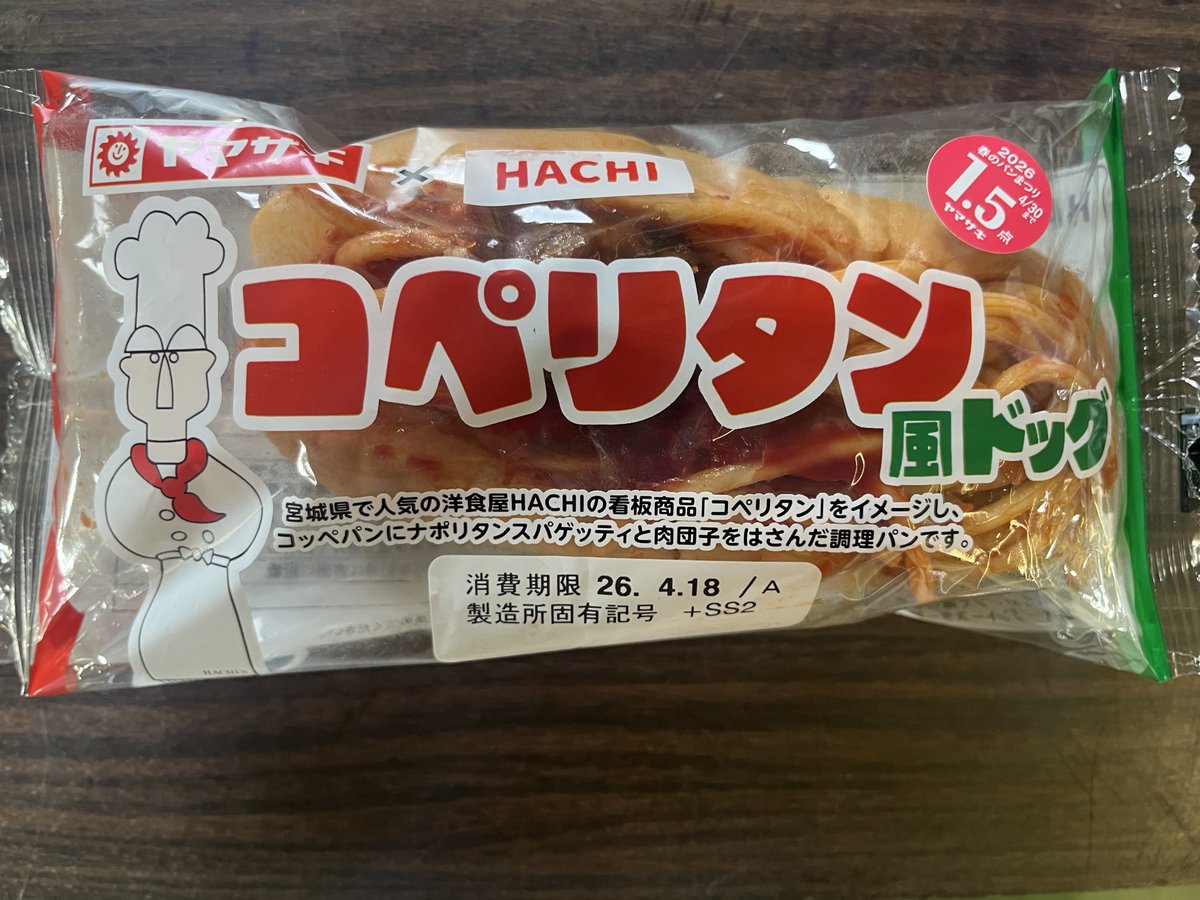 ヤマザキ × HACHI
2026
春のパンまつり
4/30まで
1.5点
ヤマザキ
コペリタン
風ドッグ
宮城県で人気の洋食屋HACHIの看板商品「コペリタン」をイメージし、
コッペパンにナポリタンスパゲッティと肉団子をはさんだ調理パンです。
消費期限 26. 4.18 /A
製造所固有記号 +SS2